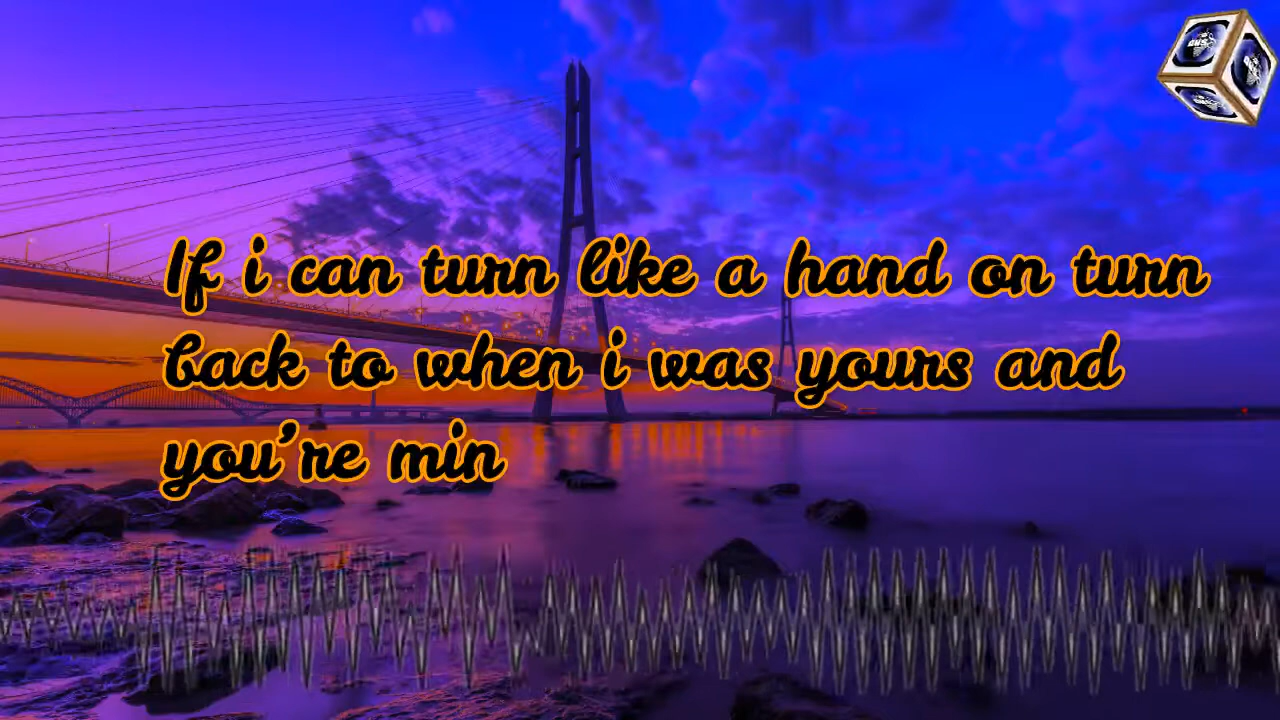 If i can turn like a hand on turn
back to when i was yours and
you're min